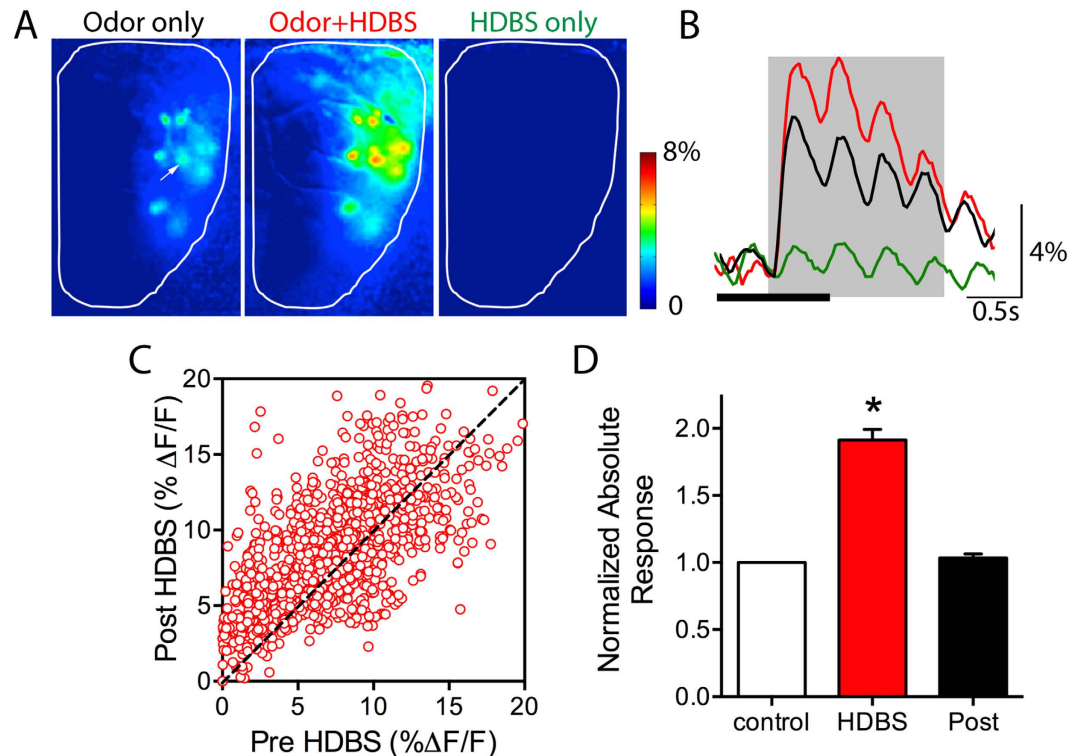 A
Odor only
Odor+HDBS
HDBS only
8%
0
B
4%
0.5s
C
Post HDBS (% ΔF/F)
20
15
10
5
0
0
5
10
15
20
Pre HDBS (%ΔF/F)
D
*
Normalized Absolute
Response
2.0
1.5
1.0
0.5
0.0
control
HDBS
Post